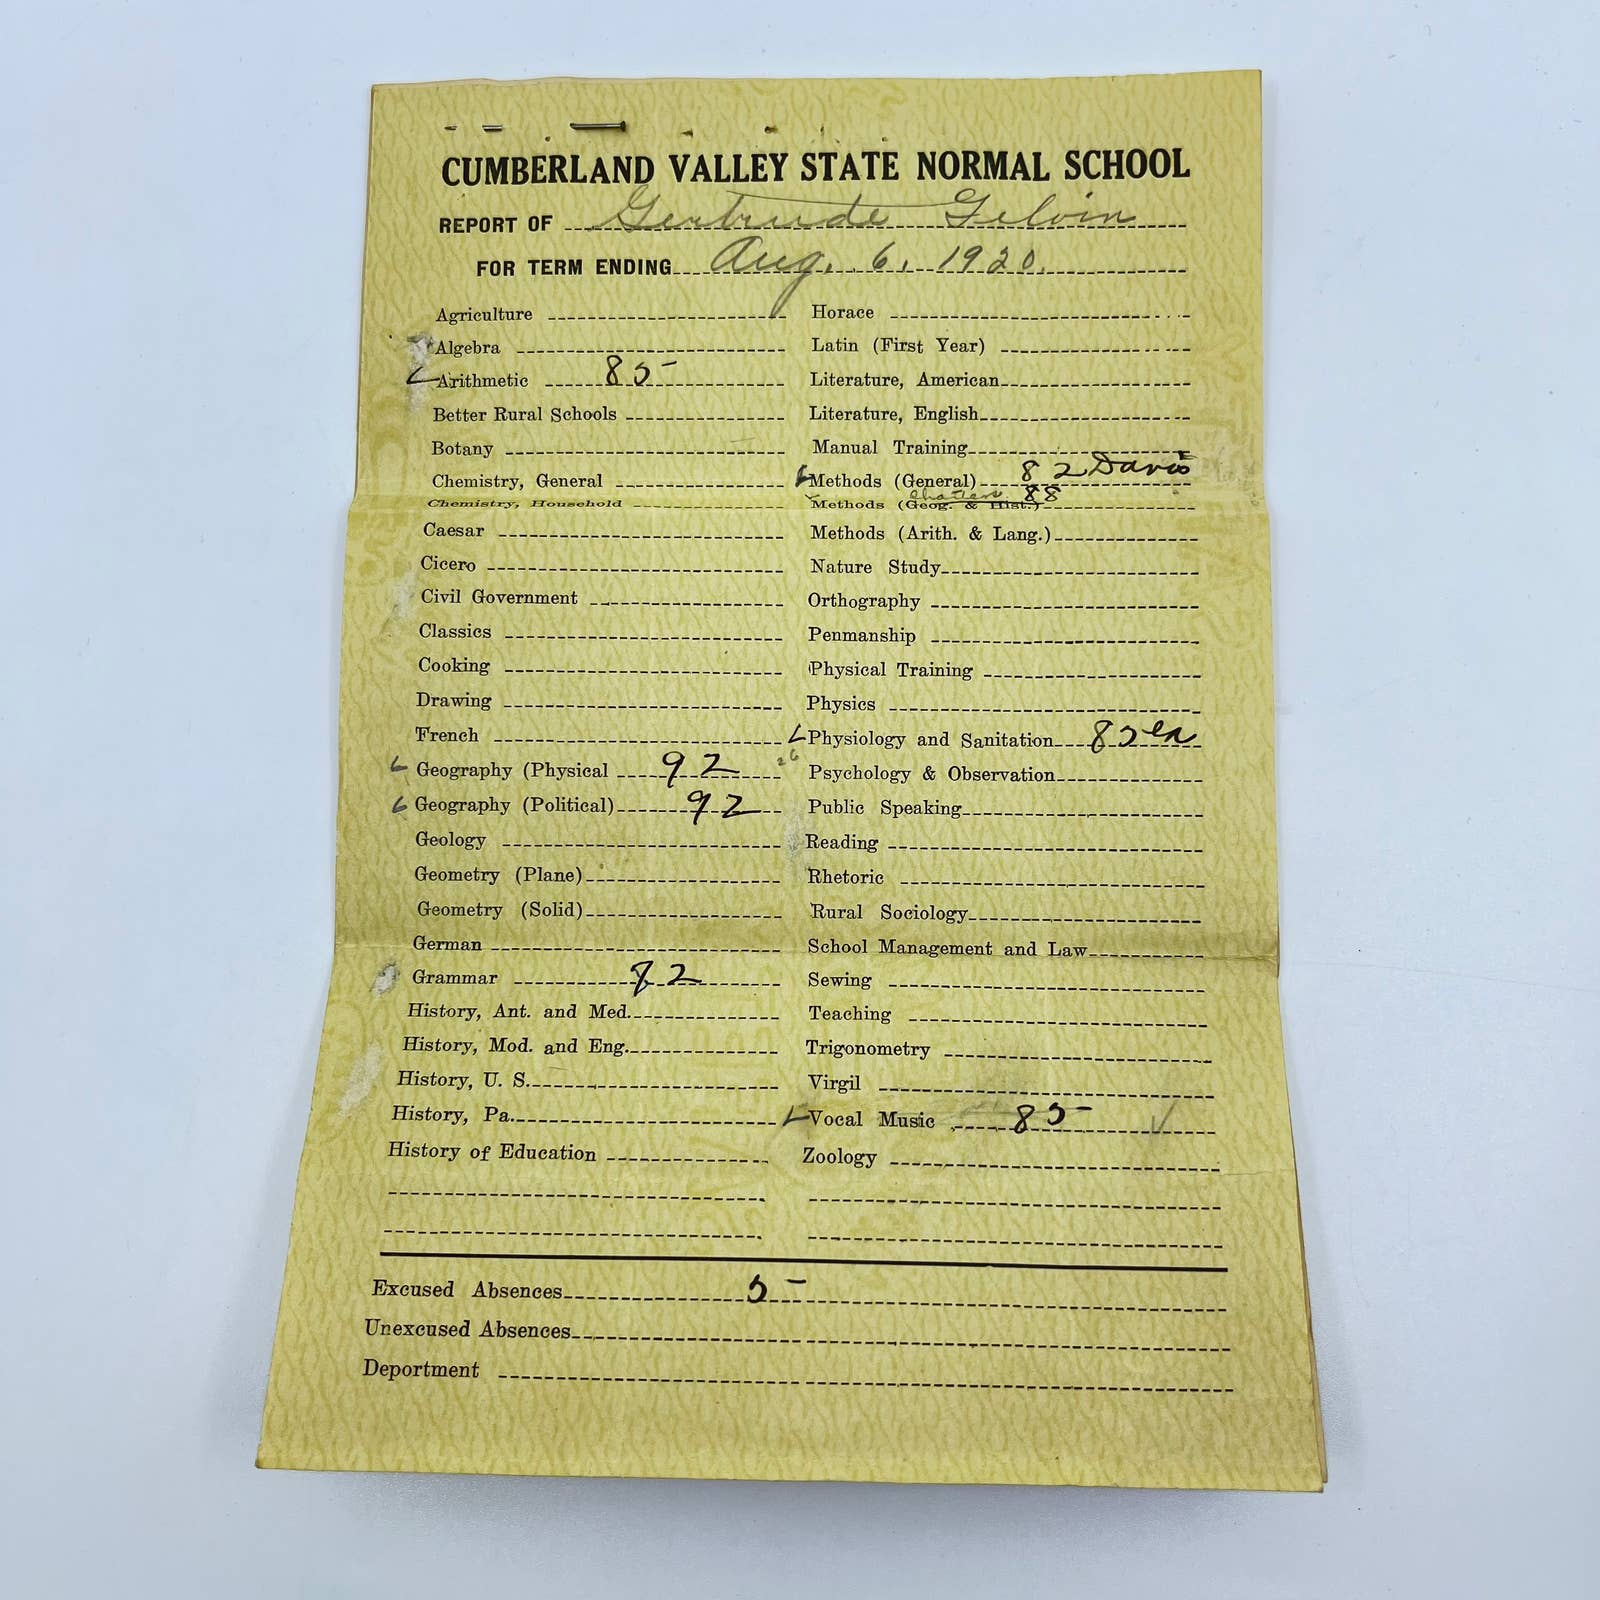 CUMBERLAND VALLEY STATE NORMAL SCHOOL
REPORT OF Gertrude Gelvin
FOR TERM ENDING Aug. 6, 1920.
Agriculture
Algebra
Arithmetic 85
Better Rural Schools
Botany
Chemistry, General
Chemistry, Household
Caesar
Cicero
Civil Government
Classics
Cooking
Drawing
French
Geography (Physical 92
Geography (Political) 92
Geology
Geometry (Plane)
Geometry (Solid)
German
Grammar 82
History, Ant. and Med.
History, Mod. and Eng.
History, U. S.
History, Pa.
History of Education
Horace
Latin (First Year)
Literature, American
Literature, English
Manual Training
Methods (General) 82 Davis
Methods (Geog. & Hist.) 88
Methods (Arith. & Lang.)
Nature Study
Orthography
Penmanship
Physical Training
Physics
Physiology and Sanitation 85
Psychology & Observation
Public Speaking
Reading
Rhetoric
Rural Sociology
School Management and Law
Sewing
Teaching
Trigonometry
Virgil
Vocal Music 85 ✓
Zoology
Excused Absences 5
Unexcused Absences
Deportment